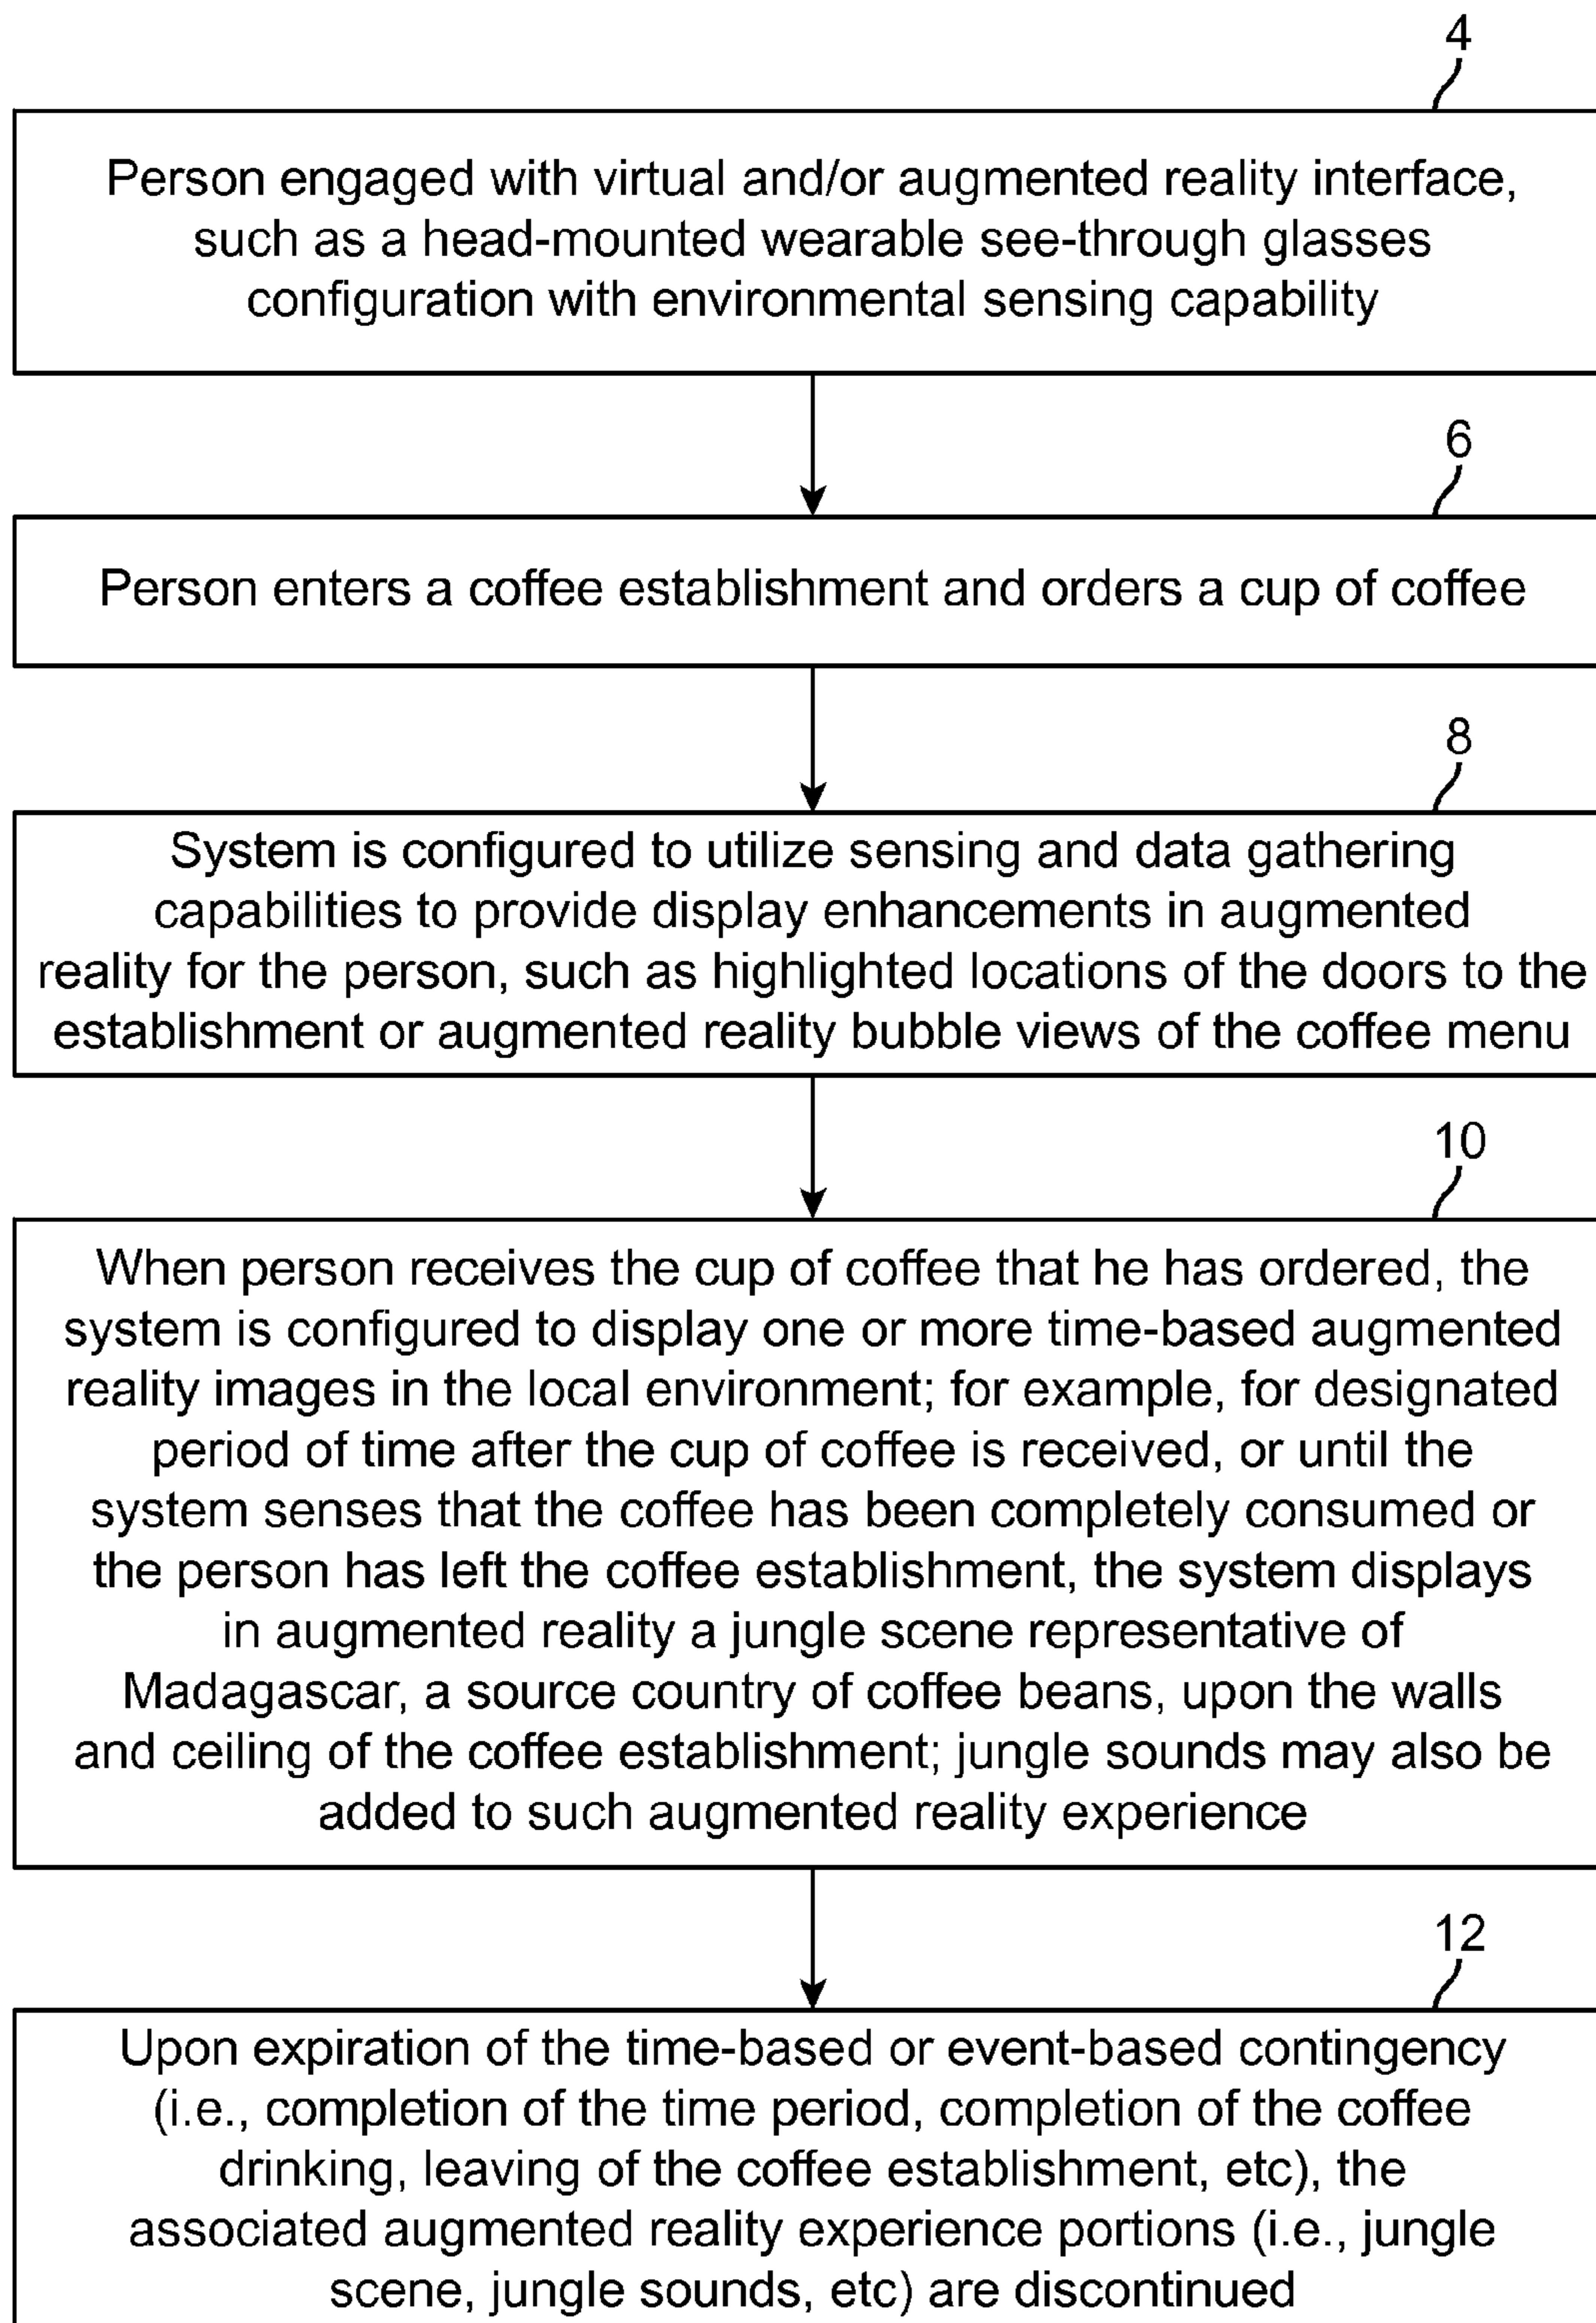 4
Person engaged with virtual and/or augmented reality interface,
such as a head-mounted wearable see-through glasses
configuration with environmental sensing capability
6
Person enters a coffee establishment and orders a cup of coffee
8
System is configured to utilize sensing and data gathering
capabilities to provide display enhancements in augmented
reality for the person, such as highlighted locations of the doors to the
establishment or augmented reality bubble views of the coffee menu
10
When person receives the cup of coffee that he has ordered, the
system is configured to display one or more time-based augmented
reality images in the local environment; for example, for designated
period of time after the cup of coffee is received, or until the
system senses that the coffee has been completely consumed or
the person has left the coffee establishment, the system displays
in augmented reality a jungle scene representative of
Madagascar, a source country of coffee beans, upon the walls
and ceiling of the coffee establishment; jungle sounds may also be
added to such augmented reality experience
12
Upon expiration of the time-based or event-based contingency
(i.e., completion of the time period, completion of the coffee
drinking, leaving of the coffee establishment, etc), the
associated augmented reality experience portions (i.e., jungle
scene, jungle sounds, etc) are discontinued